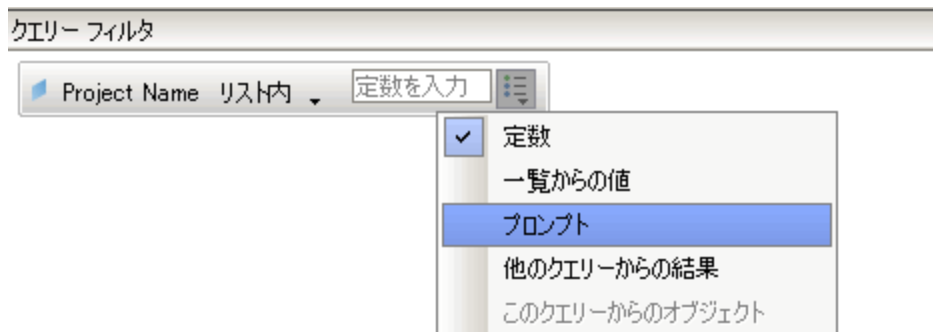 クエリー フィルタ
Project Name リスト内 定数を入力
定数
一覧からの値
プロンプト
他のクエリーからの結果
このクエリーからのオブジェクト